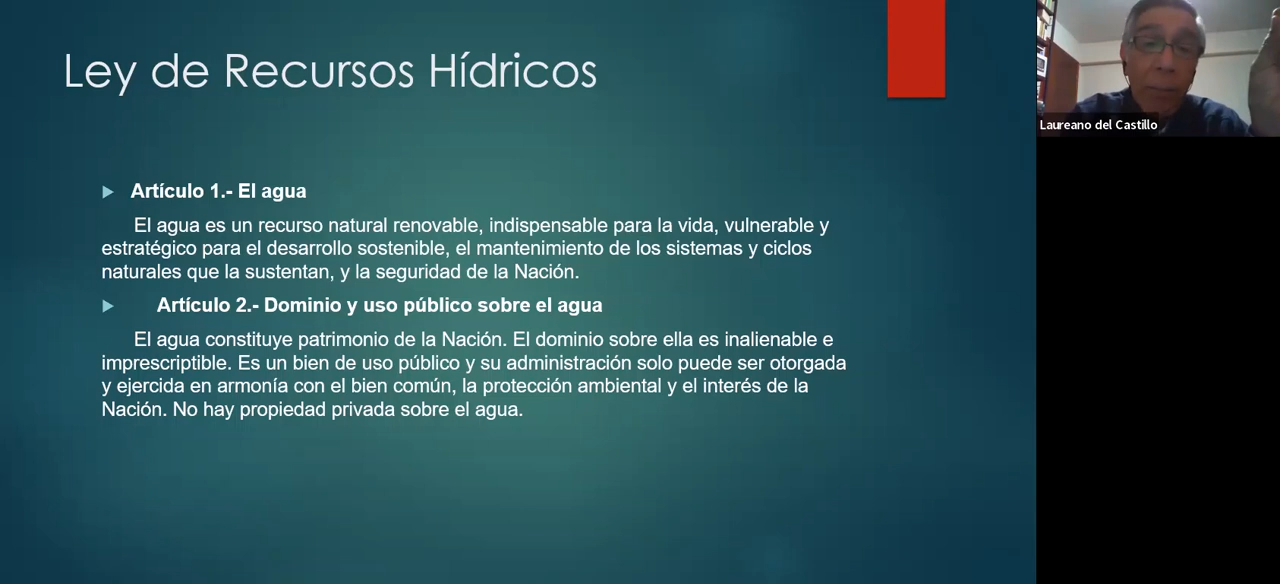 Ley de Recursos Hídricos
Laureano del Castillo
Artículo 1.- El agua
El agua es un recurso natural renovable, indispensable para la vida, vulnerable y
estratégico para el desarrollo sostenible, el mantenimiento de los sistemas y ciclos
naturales que la sustentan, y la seguridad de la Nación.
Artículo 2.- Dominio y uso público sobre el agua
El agua constituye patrimonio de la Nación. El dominio sobre ella es inalienable e
imprescriptible. Es un bien de uso público y su administración solo puede ser otorgada
y ejercida en armonía con el bien común, la protección ambiental y el interés de la
Nación. No hay propiedad privada sobre el agua.